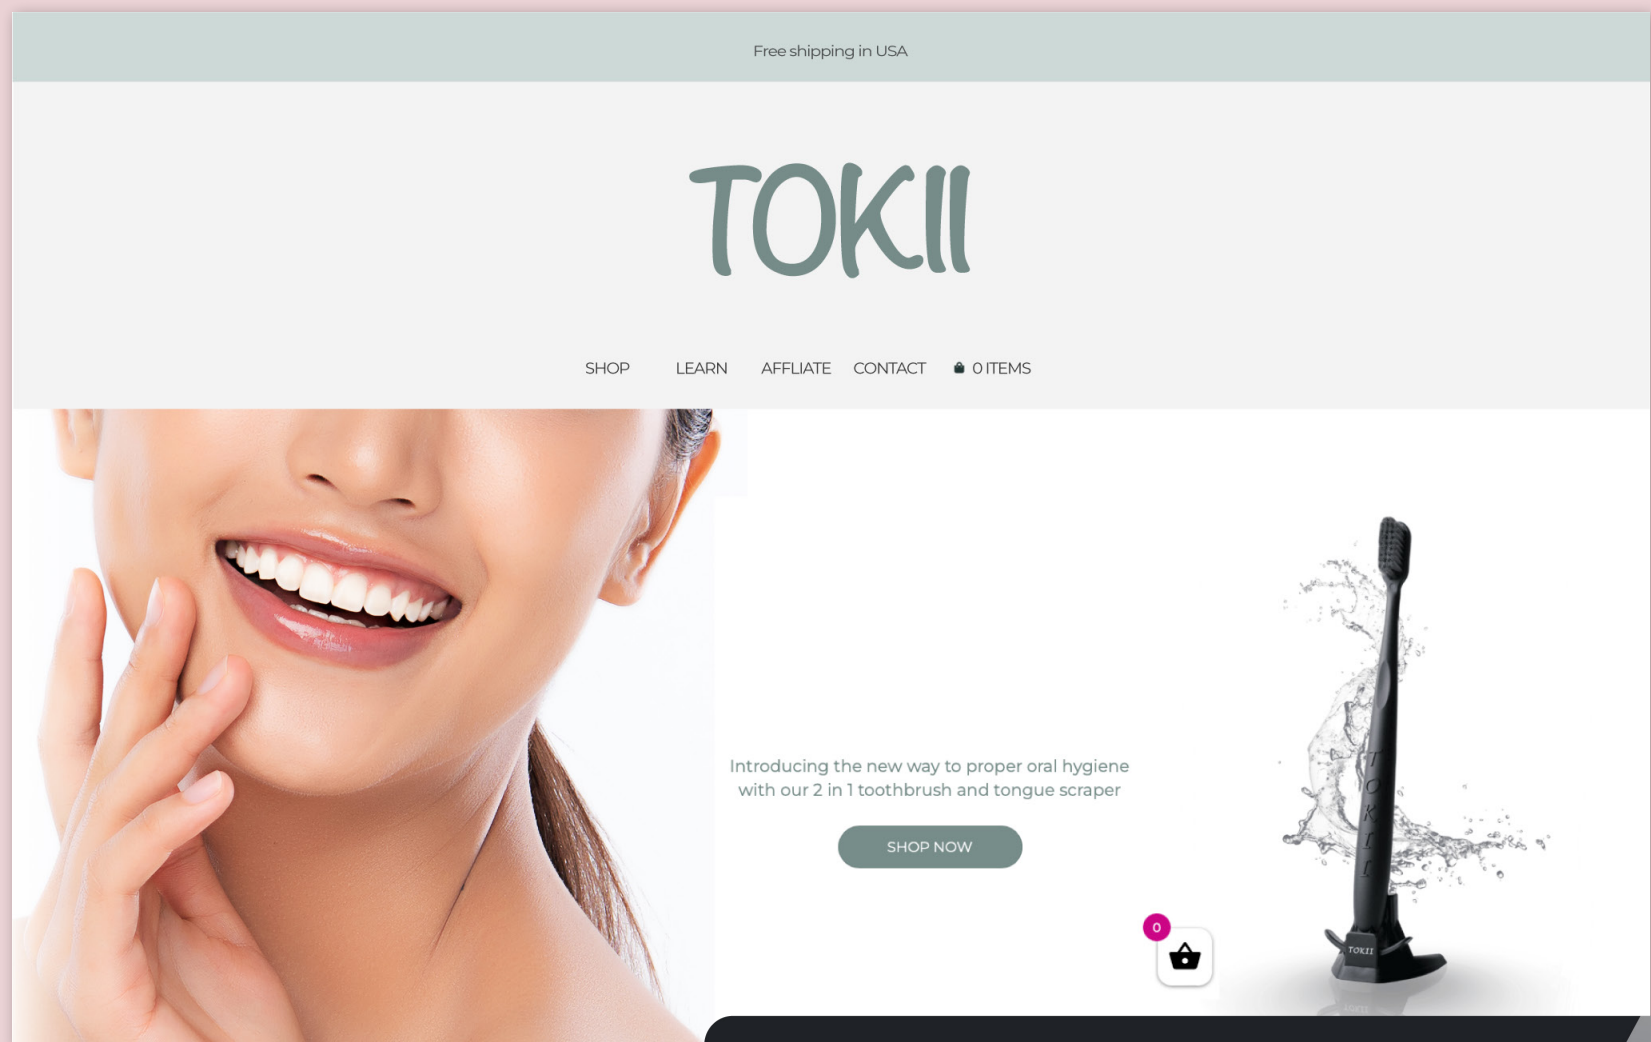 Free shipping in USA
TOKII
SHOP LEARN AFFLIATE CONTACT 0 ITEMS
Introducing the new way to proper oral hygiene
with our 2 in 1 toothbrush and tongue scraper
SHOP NOW
0
TOKII
TOKII